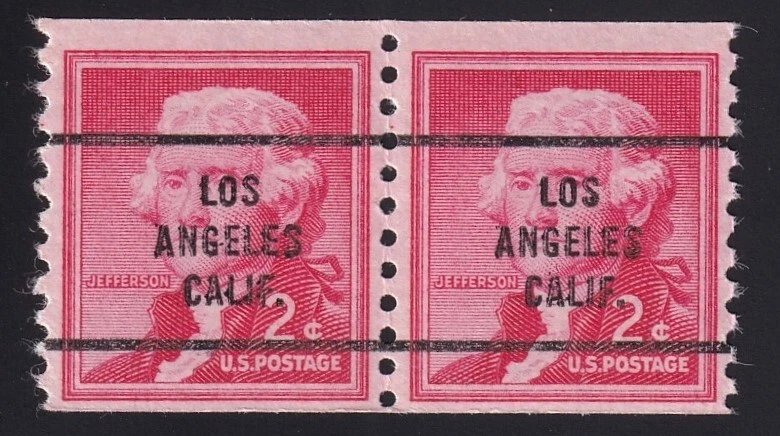 LOS
ANGELES
CALIF.
JEFFERSON
2¢
U.S.POSTAGE
LOS
ANGELES
CALIF.
JEFFERSON
2¢
U.S.POSTAGE